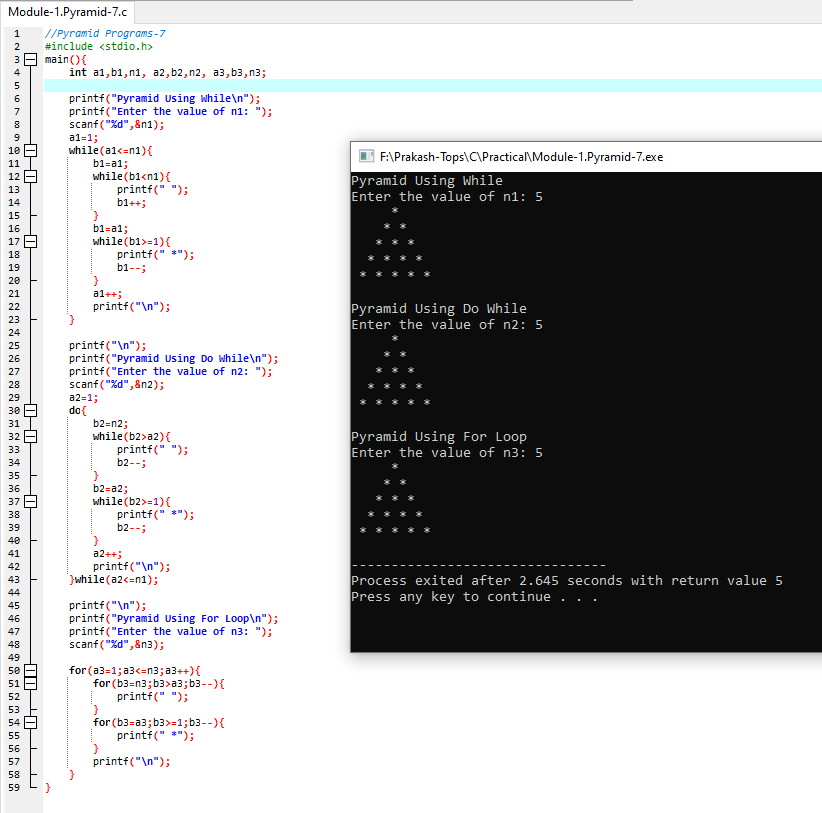 Module-1.Pyramid-7.c
1 //Pyramid Programs-7
2 #include <stdio.h>
3 main(){
4 int a1,b1,n1, a2,b2,n2, a3,b3,n3;
5
6 printf("Pyramid Using While\n");
7 printf("Enter the value of n1: ");
8 scanf("%d",&n1);
9 a1=1;
10 while(a1<=n1){
11 b1=a1;
12 while(b1<n1){
13 printf(" ");
14 b1++;
15 }
16 b1=a1;
17 while(b1>=1){
18 printf(" *");
19 b1--;
20 }
21 a1++;
22 printf("\n");
23 }
24
25 printf("\n");
26 printf("Pyramid Using Do While\n");
27 printf("Enter the value of n2: ");
28 scanf("%d",&n2);
29 a2=1;
30 do{
31 b2=n2;
32 while(b2>a2){
33 printf(" ");
34 b2--;
35 }
36 b2=a2;
37 while(b2>=1){
38 printf(" *");
39 b2--;
40 }
41 a2++;
42 printf("\n");
43 }while(a2<=n1);
44
45 printf("\n");
46 printf("Pyramid Using For Loop\n");
47 printf("Enter the value of n3: ");
48 scanf("%d",&n3);
49
50 for(a3=1;a3<=n3;a3++){
51 for(b3=n3;b3>a3;b3--){
52 printf(" ");
53 }
54 for(b3=a3;b3>=1;b3--){
55 printf(" *");
56 }
57 printf("\n");
58 }
59 }
F:\Prakash-Tops\C\Practical\Module-1.Pyramid-7.exe
Pyramid Using While
Enter the value of n1: 5
*
* *
* * *
* * * *
* * * * *
Pyramid Using Do While
Enter the value of n2: 5
*
* *
* * *
* * * *
* * * * *
Pyramid Using For Loop
Enter the value of n3: 5
*
* *
* * *
* * * *
* * * * *
--------------------------------
Process exited after 2.645 seconds with return value 5
Press any key to continue . . .